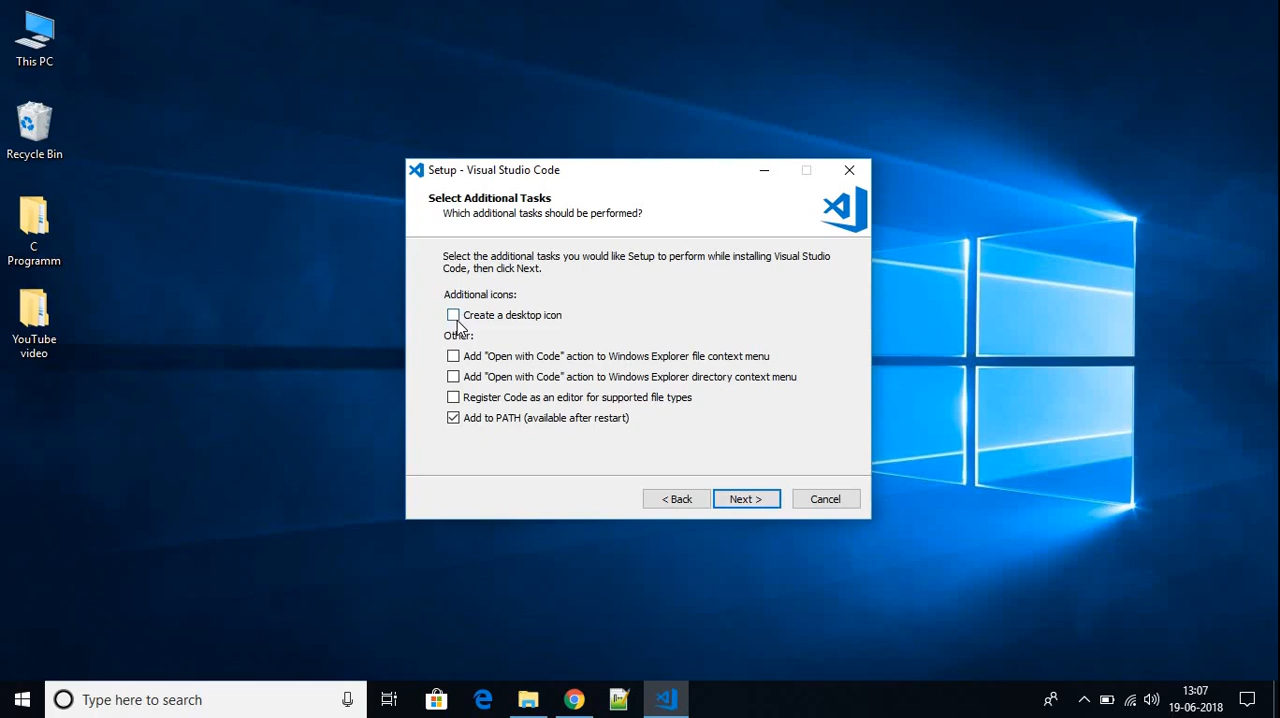 This PC
Recycle Bin
C
Programm
YouTube
video
Setup - Visual Studio Code
Select Additional Tasks
Which additional tasks should be performed?
Select the additional tasks you would like Setup to perform while installing Visual Studio
Code, then click Next.
Additional icons:
Create a desktop icon
Other:
Add "Open with Code" action to Windows Explorer file context menu
Add "Open with Code" action to Windows Explorer directory context menu
Register Code as an editor for supported file types
Add to PATH (available after restart)
< Back
Next >
Cancel
Type here to search
13:07
19-06-2018